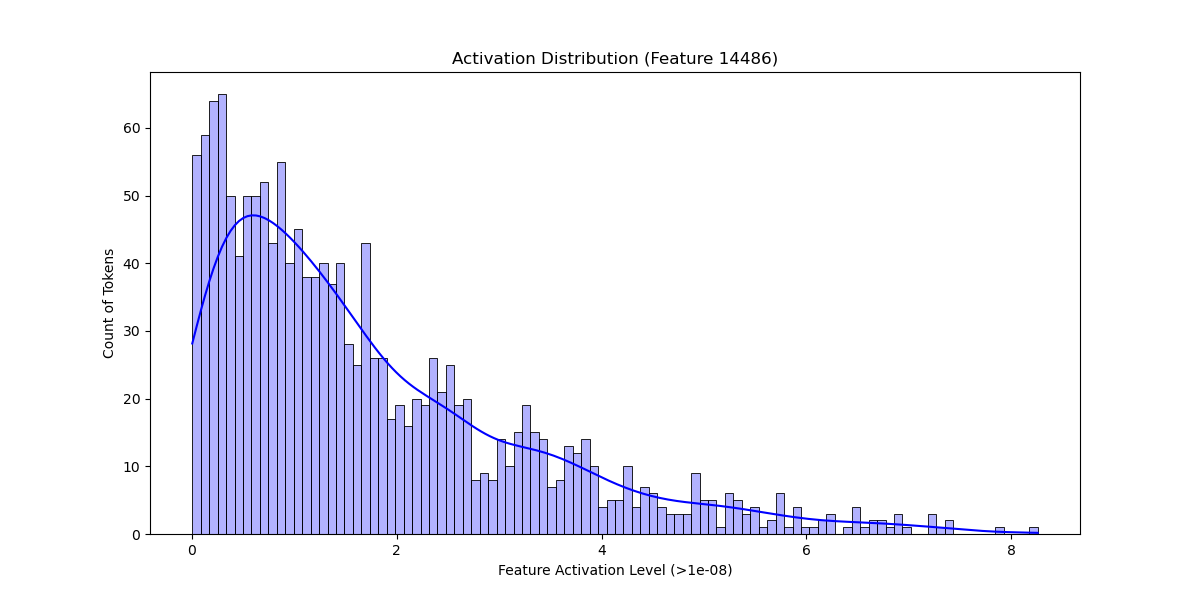 Activation Distribution (Feature 14486)
60
50
40
30
20
10
0
Count of Tokens
0 2 4 6 8
Feature Activation Level (>1e-08)